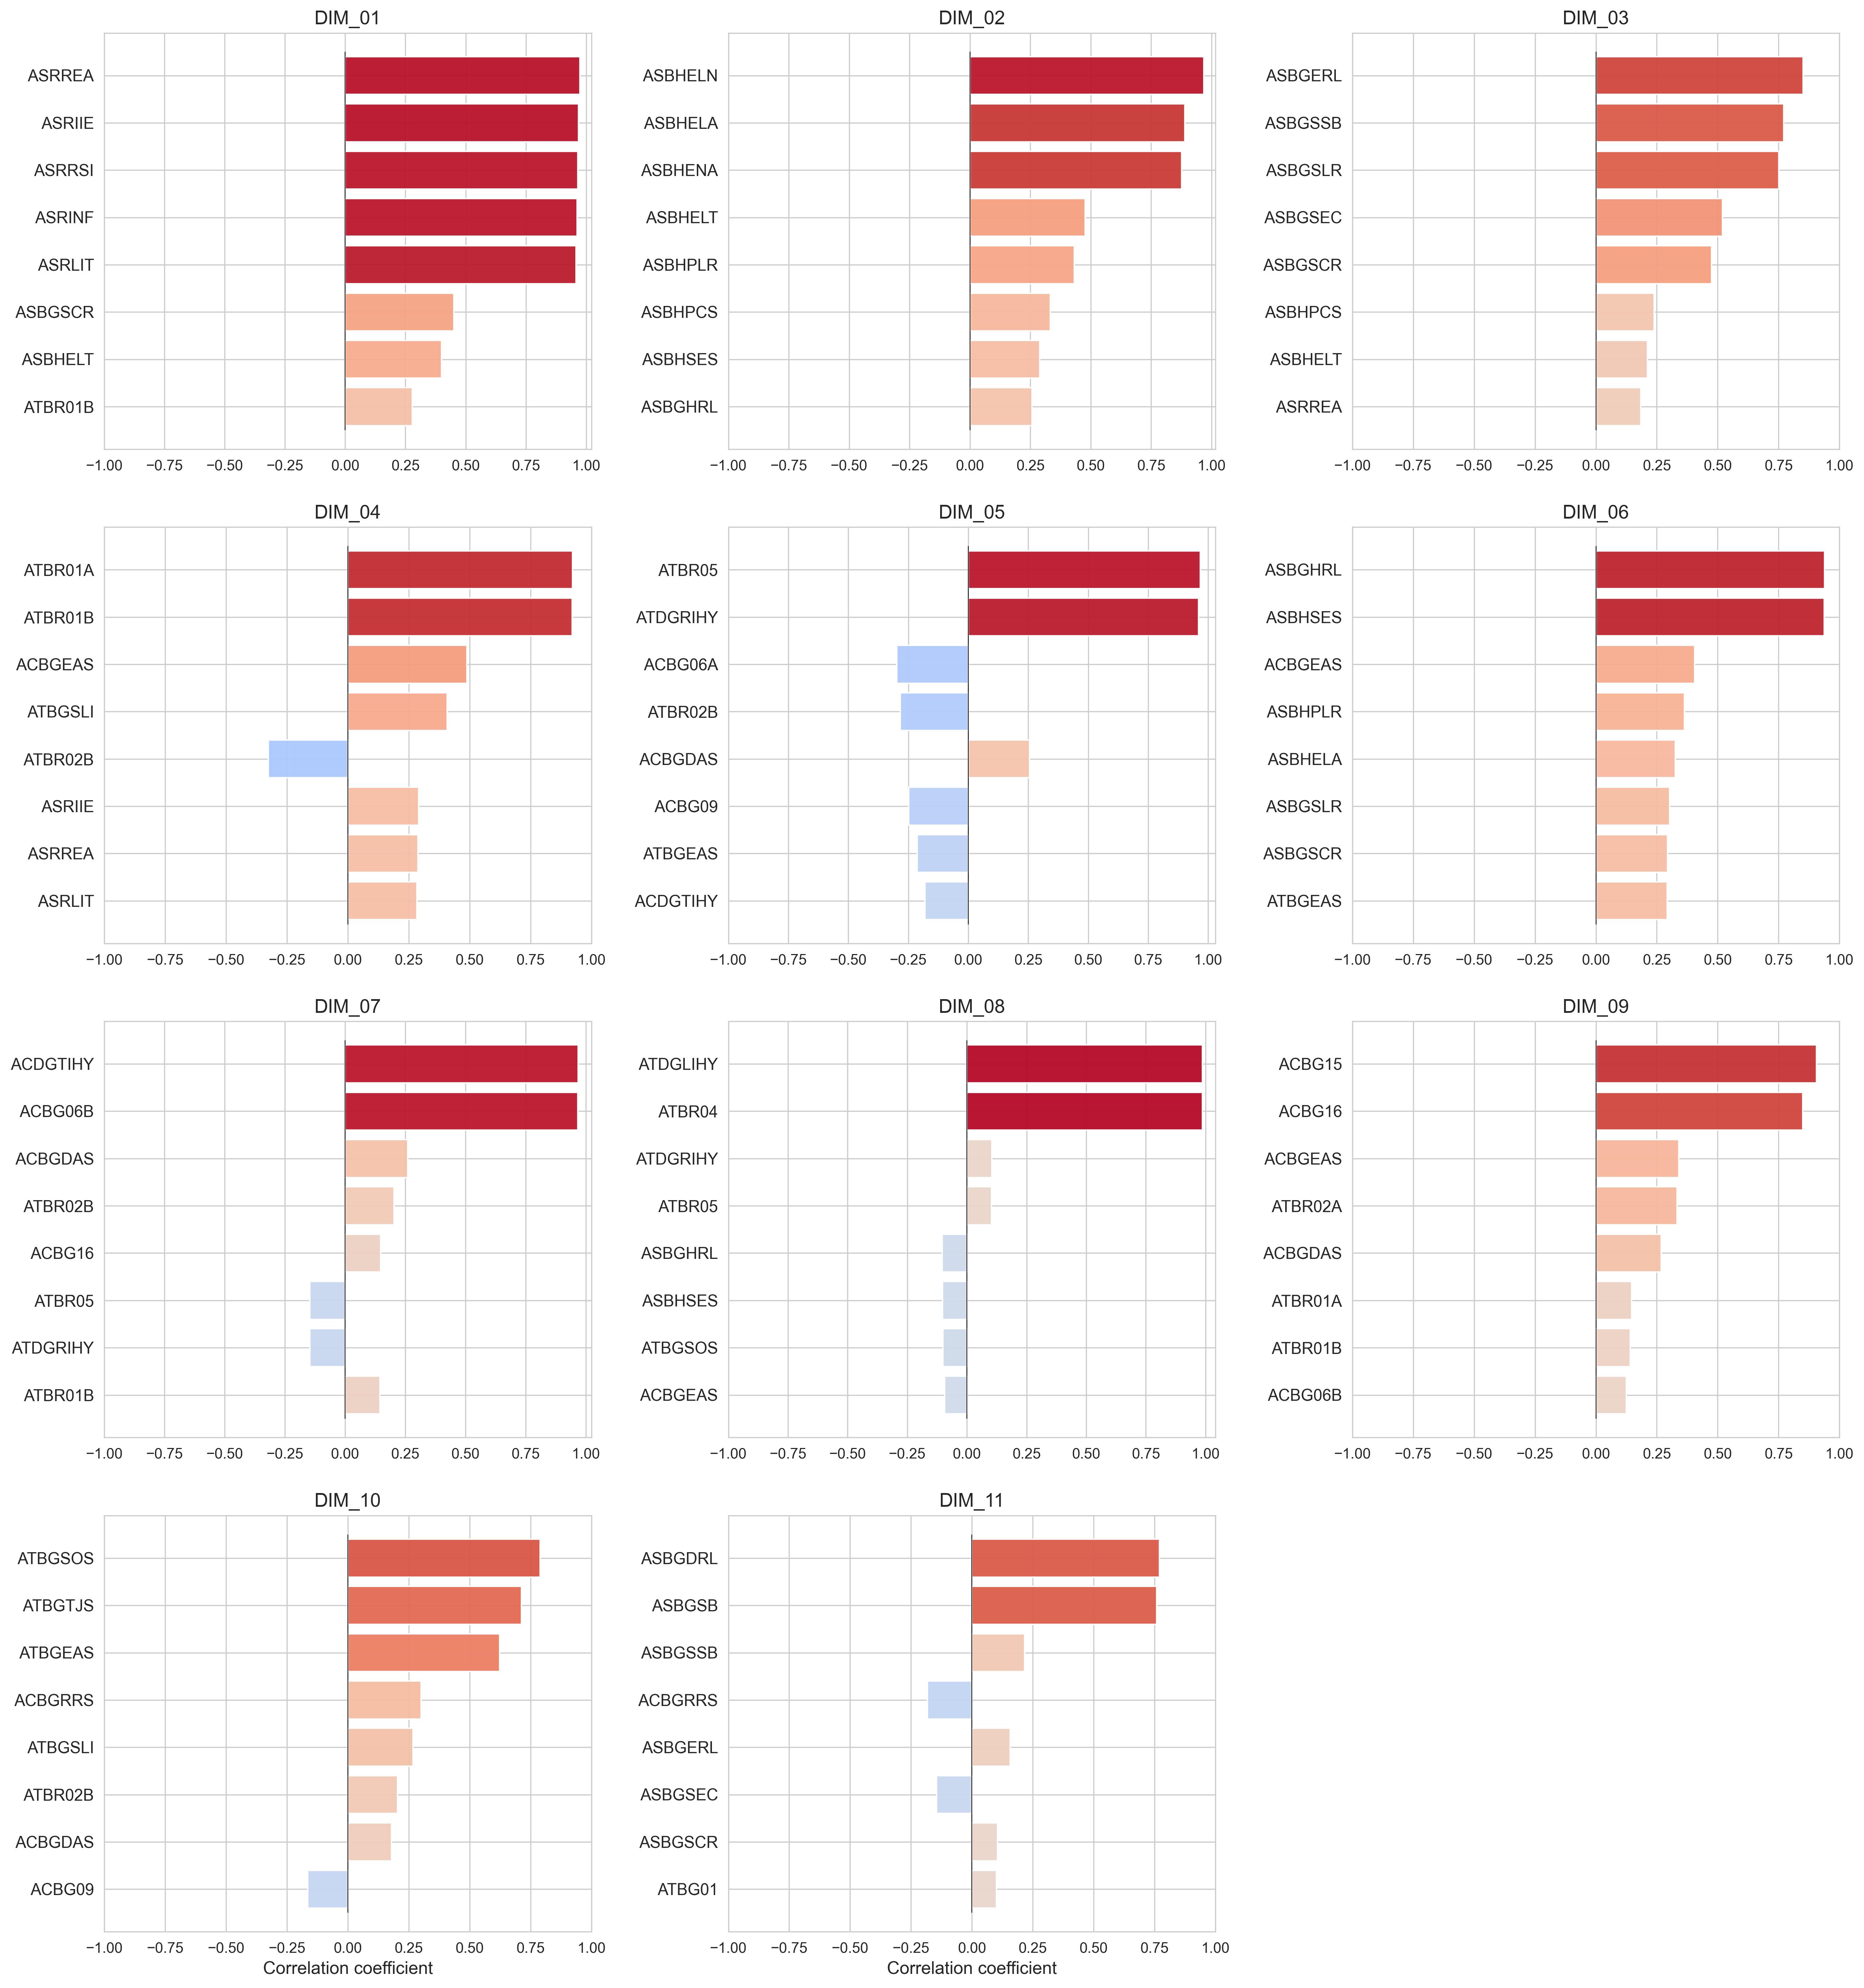 DIM_01
ASRREA
ASRIIE
ASRRSI
ASRINF
ASRLIT
ASBGSCR
ASBHELT
ATBR01B
−1.00 −0.75 −0.50 −0.25 0.00 0.25 0.50 0.75 1.00
DIM_02
ASBHELN
ASBHELA
ASBHENA
ASBHELT
ASBHPLR
ASBHPCS
ASBHSES
ASBGHRL
−1.00 −0.75 −0.50 −0.25 0.00 0.25 0.50 0.75 1.00
DIM_03
ASBGERL
ASBGSSB
ASBGSLR
ASBGSEC
ASBGSCR
ASBHPCS
ASBHELT
ASRREA
−1.00 −0.75 −0.50 −0.25 0.00 0.25 0.50 0.75 1.00
DIM_04
ATBR01A
ATBR01B
ACBGEAS
ATBGSLI
ATBR02B
ASRIIE
ASRREA
ASRLIT
−1.00 −0.75 −0.50 −0.25 0.00 0.25 0.50 0.75 1.00
DIM_05
ATBR05
ATDGRIHY
ACBG06A
ATBR02B
ACBGDAS
ACBG09
ATBGEAS
ACDGTIHY
−1.00 −0.75 −0.50 −0.25 0.00 0.25 0.50 0.75 1.00
DIM_06
ASBGHRL
ASBHSES
ACBGEAS
ASBHPLR
ASBHELA
ASBGSLR
ASBGSCR
ATBGEAS
−1.00 −0.75 −0.50 −0.25 0.00 0.25 0.50 0.75 1.00
DIM_07
ACDGTIHY
ACBG06B
ACBGDAS
ATBR02B
ACBG16
ATBR05
ATDGRIHY
ATBR01B
−1.00 −0.75 −0.50 −0.25 0.00 0.25 0.50 0.75 1.00
DIM_08
ATDGLIHY
ATBR04
ATDGRIHY
ATBR05
ASBGHRL
ASBHSES
ATBGSOS
ACBGEAS
−1.00 −0.75 −0.50 −0.25 0.00 0.25 0.50 0.75 1.00
DIM_09
ACBG15
ACBG16
ACBGEAS
ATBR02A
ACBGDAS
ATBR01A
ATBR01B
ACBG06B
−1.00 −0.75 −0.50 −0.25 0.00 0.25 0.50 0.75 1.00
DIM_10
ATBGSOS
ATBGTJS
ATBGEAS
ACBGRRS
ATBGSLI
ATBR02B
ACBGDAS
ACBG09
−1.00 −0.75 −0.50 −0.25 0.00 0.25 0.50 0.75 1.00
Correlation coefficient
DIM_11
ASBGDRL
ASBGSB
ASBGSSB
ACBGRRS
ASBGERL
ASBGSEC
ASBGSCR
ATBG01
−1.00 −0.75 −0.50 −0.25 0.00 0.25 0.50 0.75 1.00
Correlation coefficient